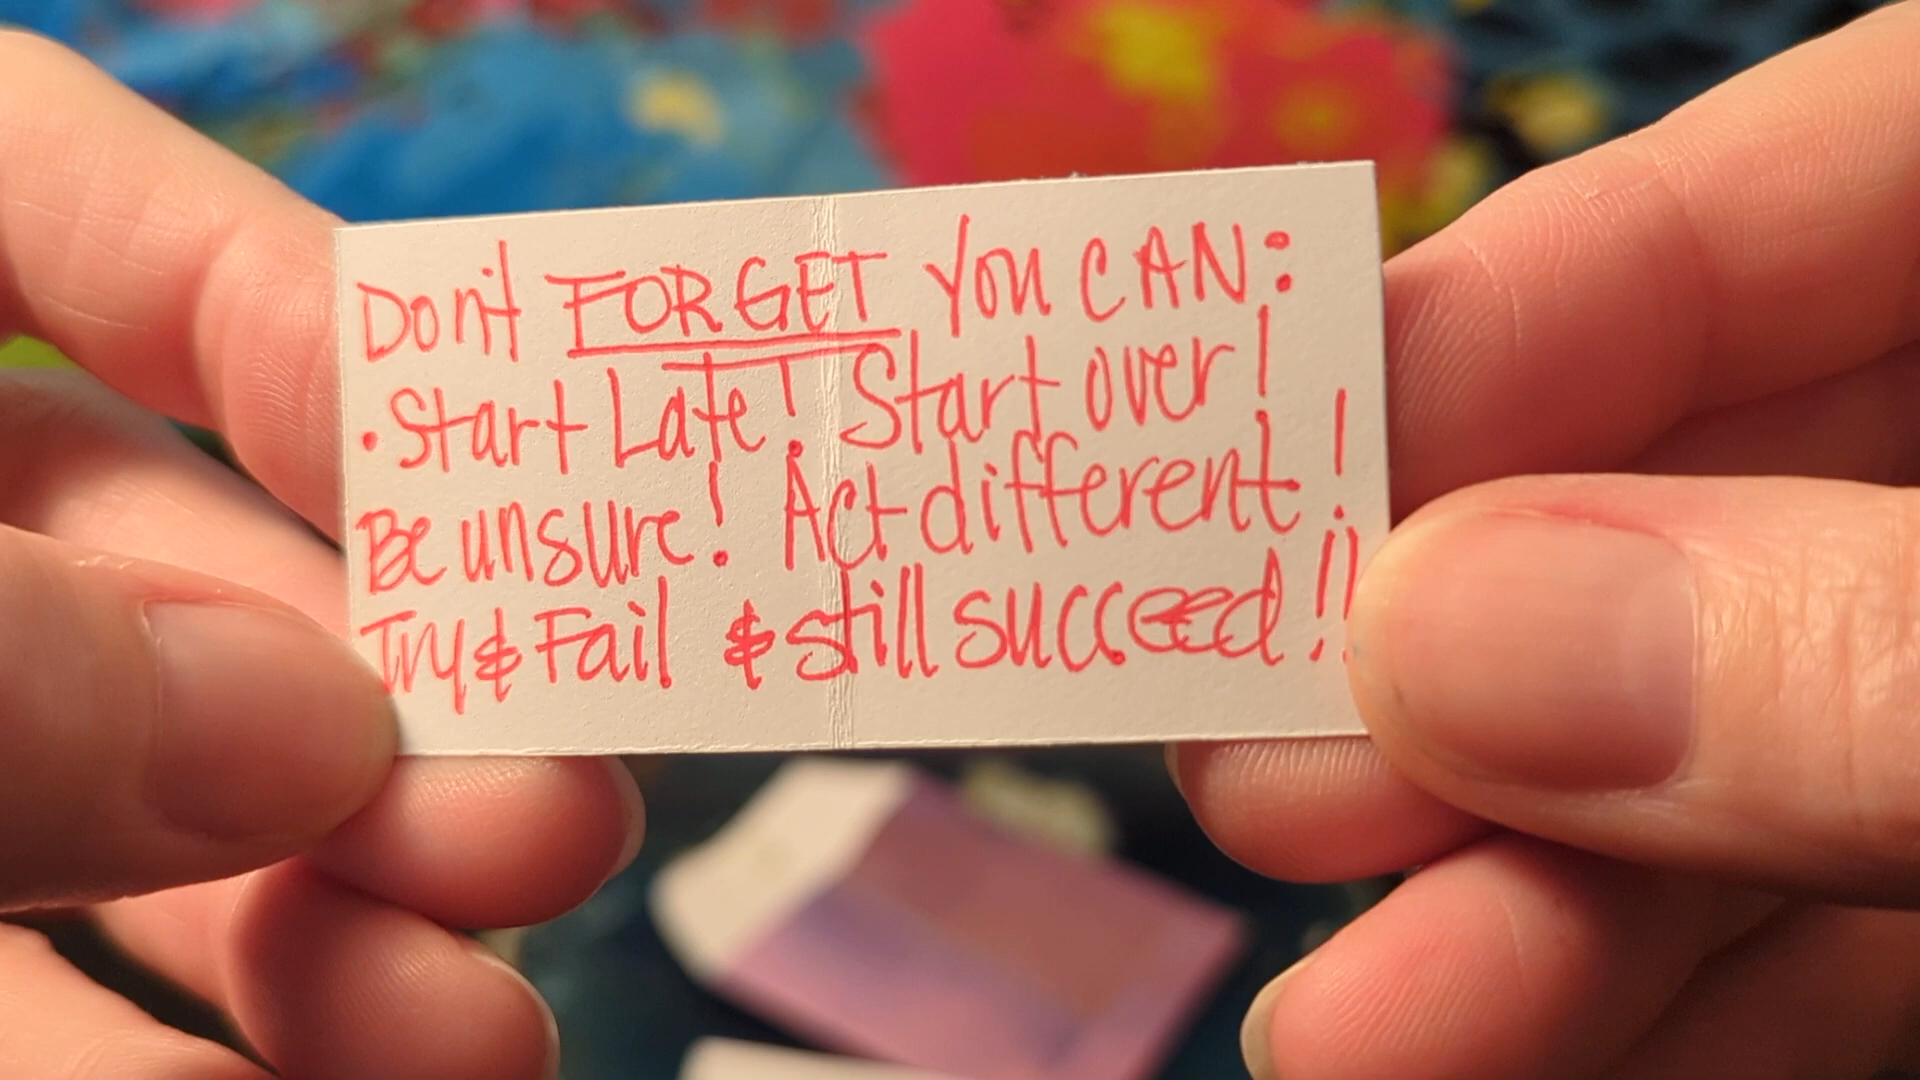 Don't FORGET You CAN:
• Start Late! Start over!
Be unsure! Act different!
Try & Fail & still succeed!!